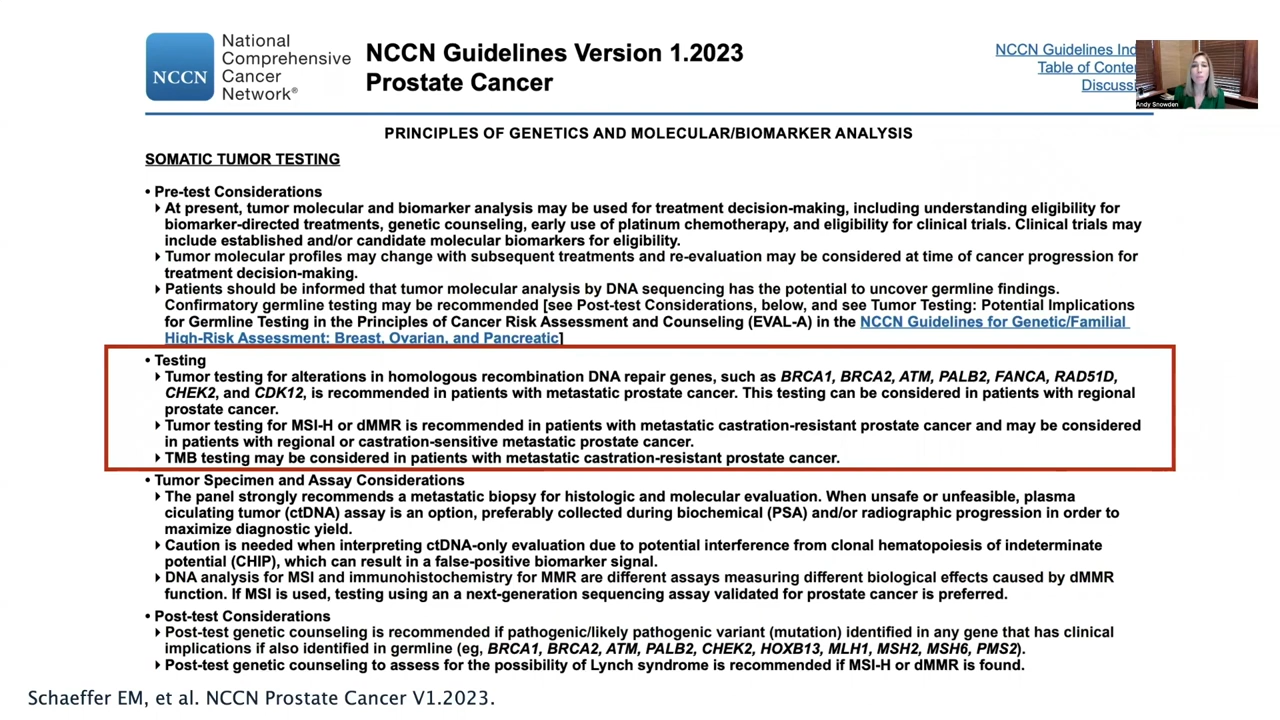 National
Comprehensive
Cancer
Network®
NCCN
NCCN Guidelines Version 1.2023
Prostate Cancer
NCCN Guidelines
Table of
Andy Snowden
PRINCIPLES OF GENETICS AND MOLECULAR/BIOMARKER ANALYSIS
SOMATIC TUMOR TESTING
• Pre-test Considerations
At present, tumor molecular and biomarker analysis may be used for treatment decision-making, including understanding eligibility for
biomarker-directed treatments, genetic counseling, early use of platinum chemotherapy, and eligibility for clinical trials. Clinical trials may
include established and/or candidate molecular biomarkers for eligibility.
Tumor molecular profiles may change with subsequent treatments and re-evaluation may be considered at time of cancer progression for
treatment decision-making.
Patients should be informed that tumor molecular analysis by DNA sequencing has the potential to uncover germline findings.
Confirmatory germline testing may be recommended [see Post-test Considerations, below, and see Tumor Testing: Potential Implications
for Germline Testing in the Principles of Cancer Risk Assessment and Counseling (EVAL-A) in the NCCN Guidelines for Genetic/Familial
High-Risk Assessment: Breast, Ovarian, and Pancreatic]
• Testing
Tumor testing for alterations in homologous recombination DNA repair genes, such as BRCA1, BRCA2, ATM, PALB2, FANCA, RAD51D,
CHEK2, and CDK12, is recommended in patients with metastatic prostate cancer. This testing can be considered in patients with regional
prostate cancer.
Tumor testing for MSI-H or dMMR is recommended in patients with metastatic castration-resistant prostate cancer and may be considered
in patients with regional or castration-sensitive metastatic prostate cancer.
TMB testing may be considered in patients with metastatic castration-resistant prostate cancer.
• Tumor Specimen and Assay Considerations
The panel strongly recommends a metastatic biopsy for histologic and molecular evaluation. When unsafe or unfeasible, plasma
ciculating tumor (ctDNA) assay is an option, preferably collected during biochemical (PSA) and/or radiographic progression in order to
maximize diagnostic yield.
Caution is needed when interpreting ctDNA-only evaluation due to potential interference from clonal hematopoiesis of indeterminate
potential (CHIP), which can result in a false-positive biomarker signal.
DNA analysis for MSI and immunohistochemistry for MMR are different assays measuring different biological effects caused by dMMR
function. If MSI is used, testing using an a next-generation sequencing assay validated for prostate cancer is preferred.
• Post-test Considerations
Post-test genetic counseling is recommended if pathogenic/likely pathogenic variant (mutation) identified in any gene that has clinical
implications if also identified in germline (eg, BRCA1, BRCA2, ATM, PALB2, CHEK2, HOXB13, MLH1, MSH2, MSH6, PMS2).
Post-test genetic counseling to assess for the possibility of Lynch syndrome is recommended if MSI-H or dMMR is found.
Schaeffer EM, et al. NCCN Prostate Cancer V1.2023.